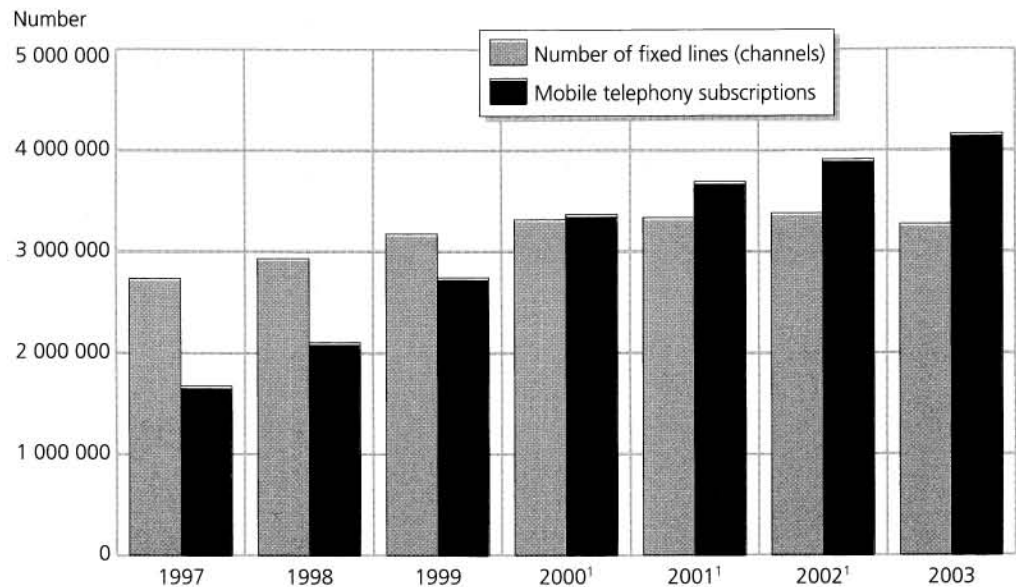 Number
5 000 000
Number of fixed lines (channels)
Mobile telephony subscriptions
4 000 000
3 000 000
2 000 000
1 000 000
0
1997 1998 1999 2000¹ 2001¹ 2002¹ 2003